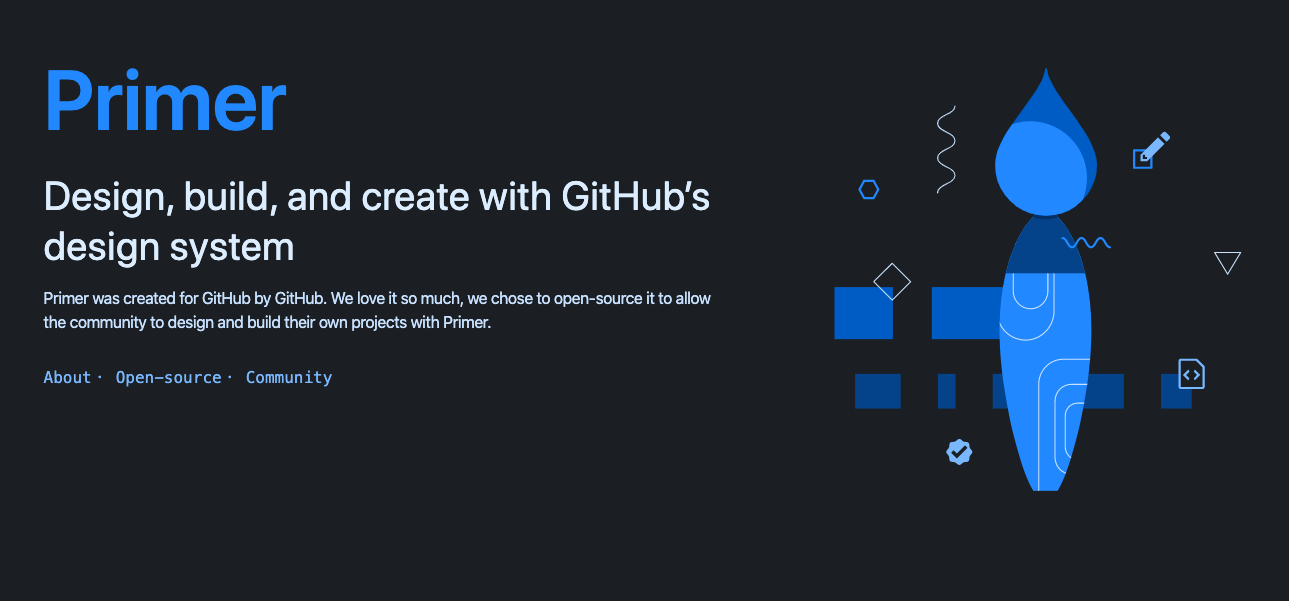 Primer
Design, build, and create with GitHub’s
design system
Primer was created for GitHub by GitHub. We love it so much, we chose to open-source it to allow
the community to design and build their own projects with Primer.
About · Open-source · Community